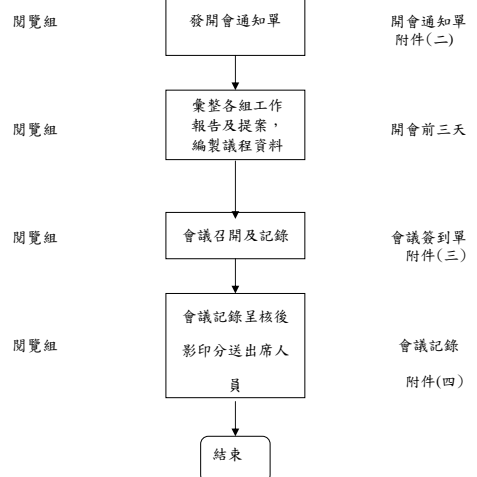 閱覽組
發開會通知單
開會通知單
附件(二)
閱覽組
彙整各組工作
報告及提案，
編製議程資料
開會前三天
閱覽組
會議召開及記錄
會議簽到單
附件(三)
閱覽組
會議記錄呈核後
影印分送出席人
員
會議記錄
附件(四)
結束